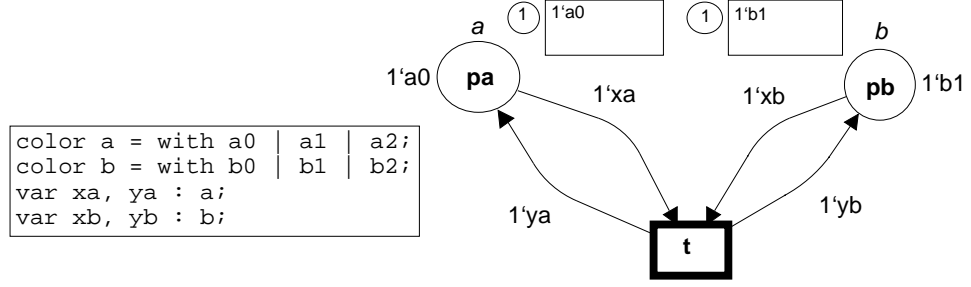 1 1‘a0 1 1‘b1
a b
1‘a0 pa pb 1‘b1
1‘xa 1‘xb
color a = with a0 | a1 | a2;
color b = with b0 | b1 | b2;
var xa, ya : a;
var xb, yb : b;
1‘ya 1‘yb
t